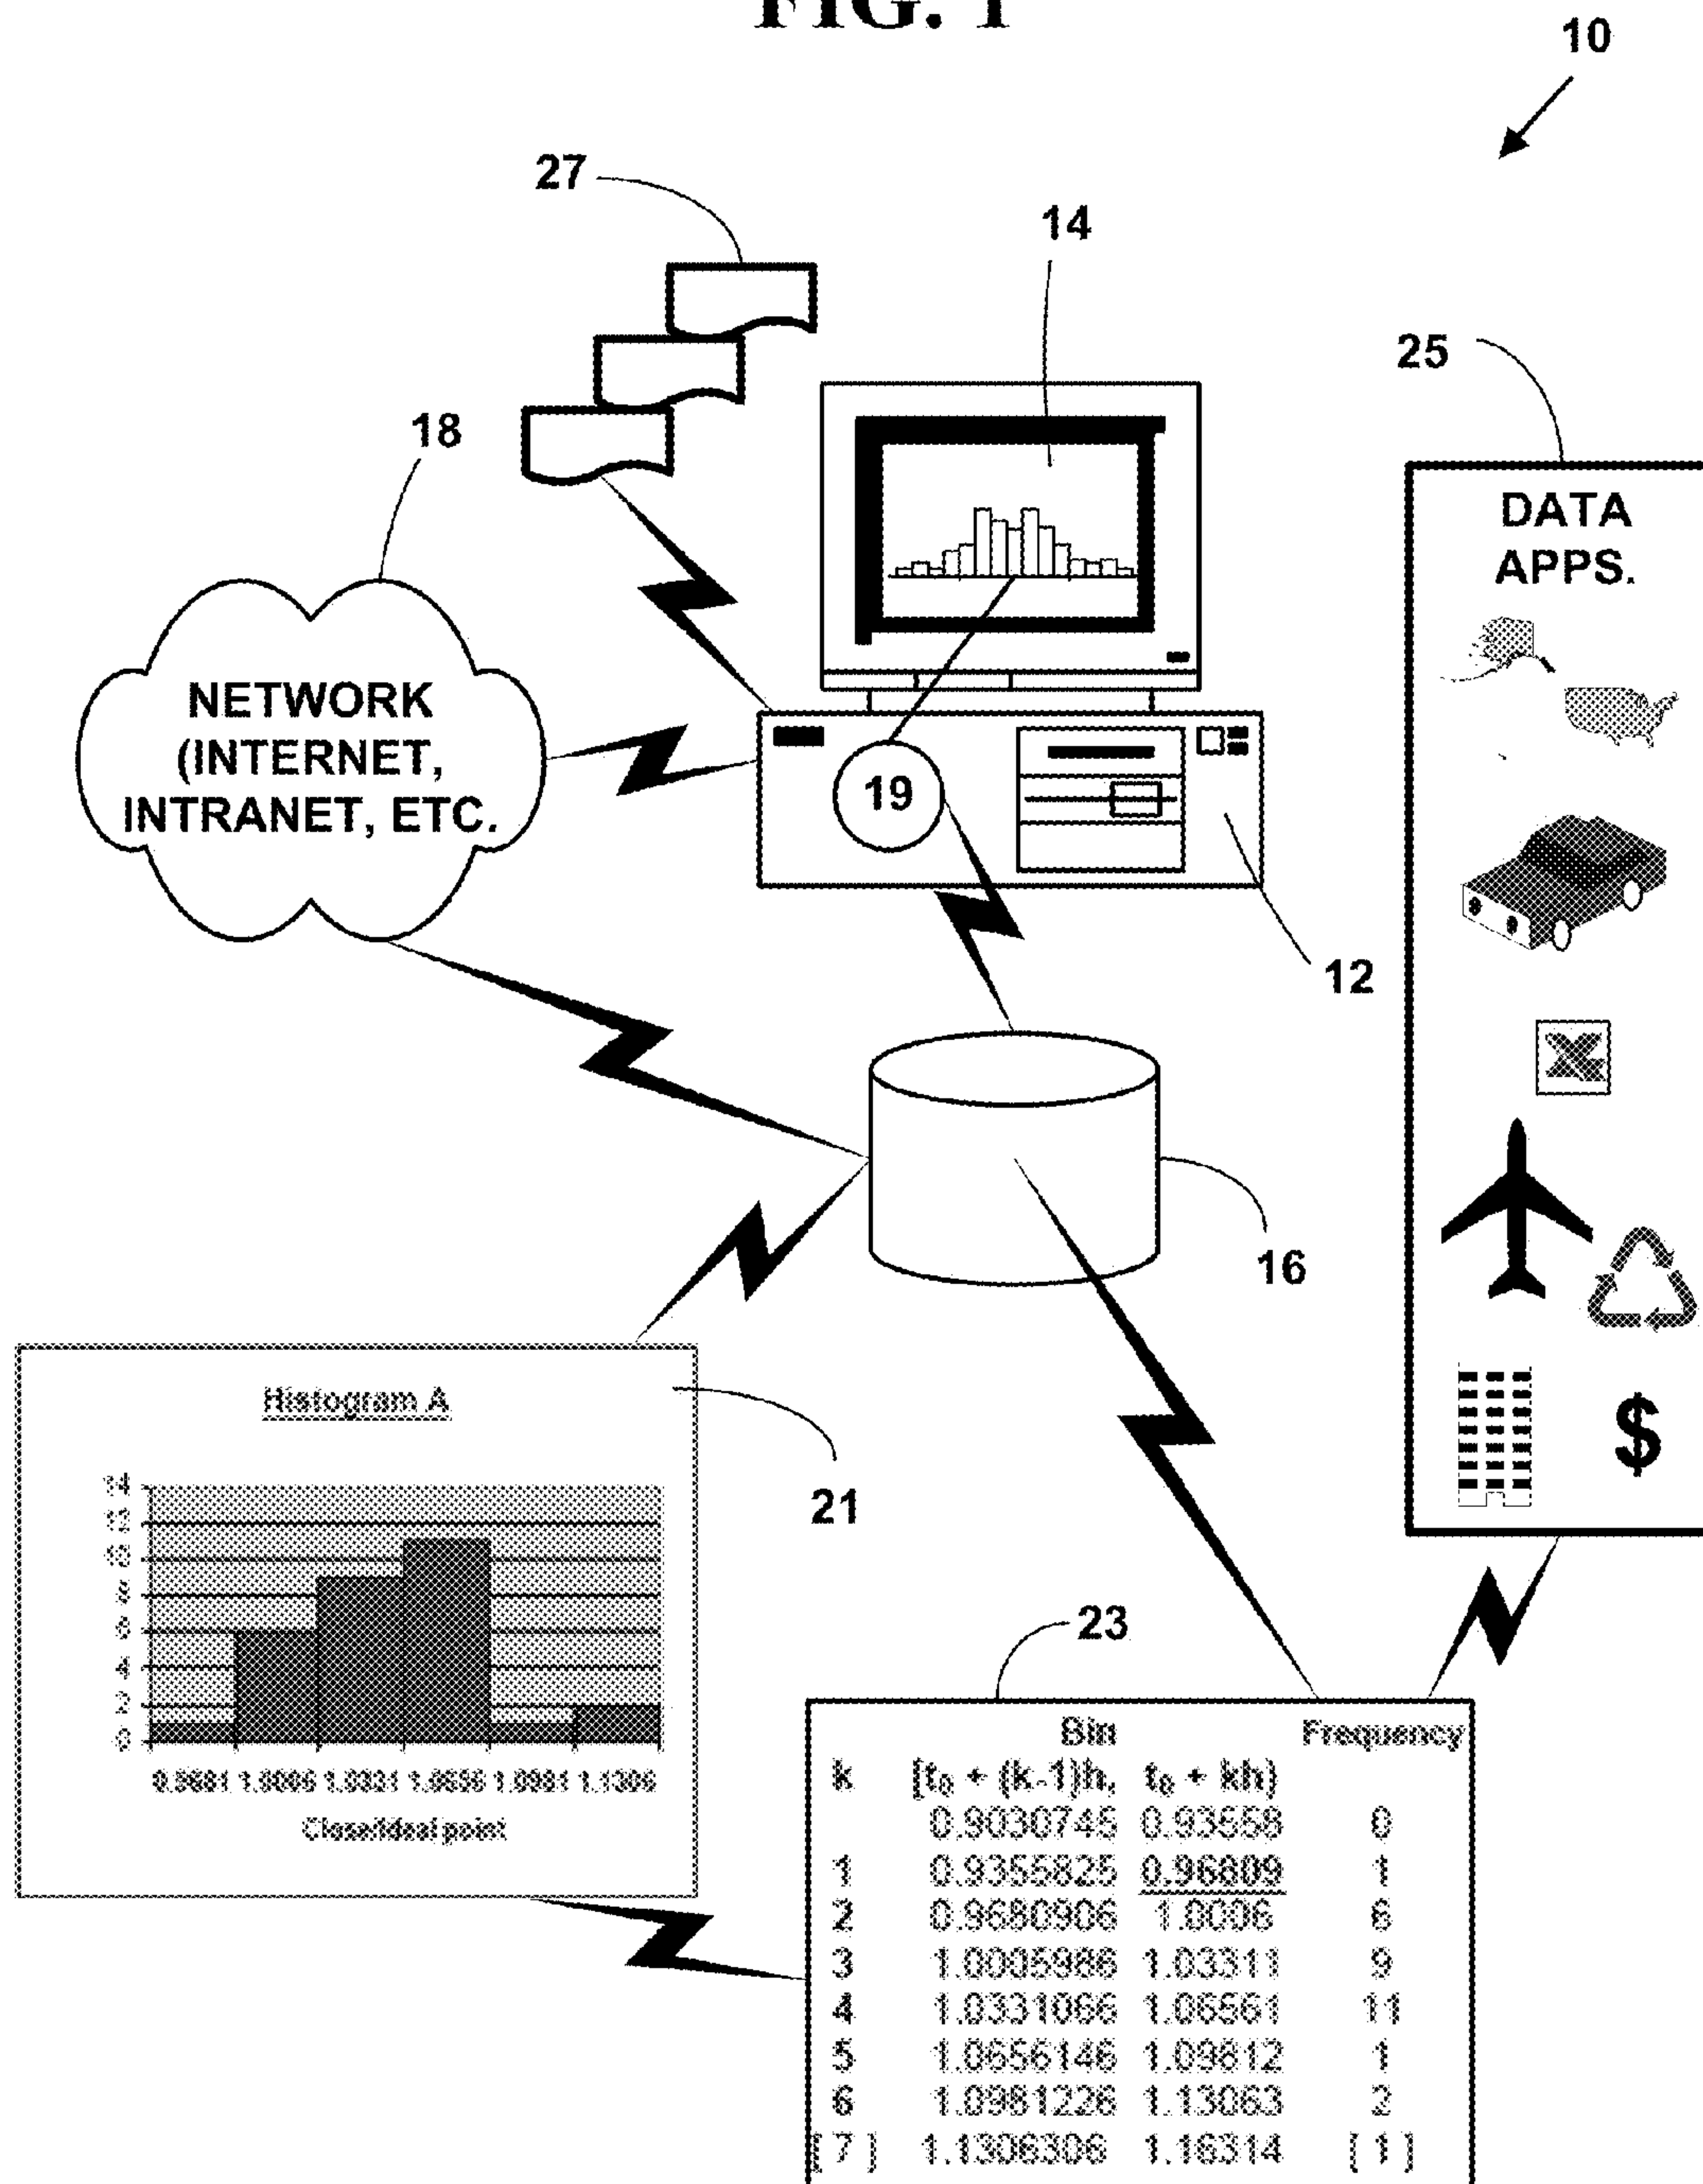 FIG. 1
10
27
14
25
18
DATA
APPS.
NETWORK
(INTERNET,
INTRANET, ETC.
19
12
16
Histogram A
21
14
12
10
8
6
4
2
0
0.9681 1.0006 1.0331 1.0656 1.0981 1.1306
Close/Ideal point
$
23
Bin Frequency
k [t0 + (k-1)h, t0 + kh)
0.9030745 0.93558 0
1 0.9355825 0.96809 1
2 0.9680906 1.0006 6
3 1.0005986 1.03311 9
4 1.0331066 1.06561 11
5 1.0656146 1.09812 1
6 1.0981226 1.13063 2
[7] 1.1306306 1.16314 [1]